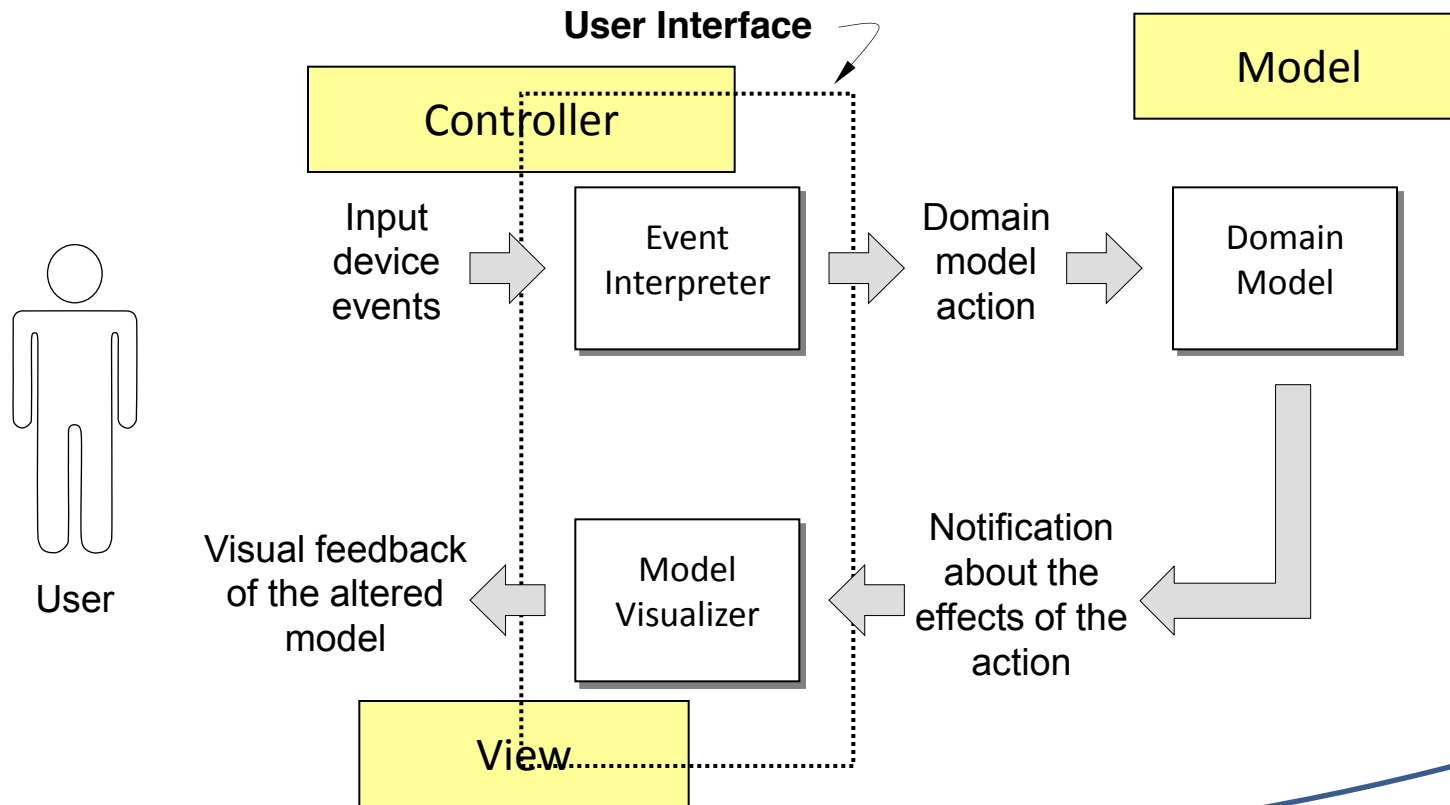 User Interface
Model
Controller
Input
device
events
Event
Interpreter
Domain
model
action
Domain
Model
User
Visual feedback
of the altered
model
Model
Visualizer
Notification
about the
effects of the
action
View